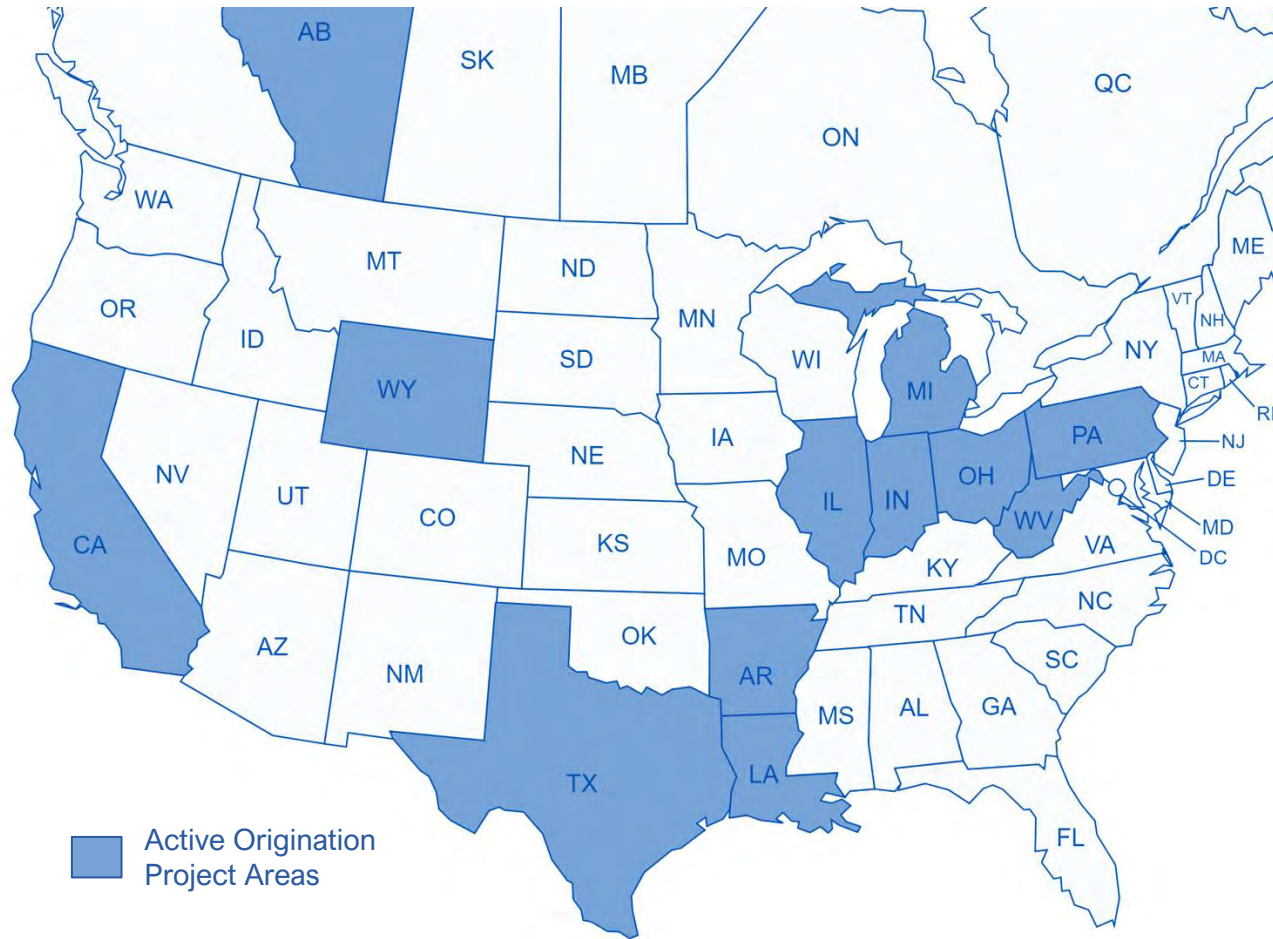 AB
SK
MB
QC
ON
WA
ME
MT
ND
VT
OR
NH
MN
ID
NY
SD
WI
MA
WY
CT
MI
RI
PA
IA
NJ
NE
NV
OH
DE
IL
IN
UT
CO
WV
MD
CA
KS
VA
MO
DC
KY
NC
TN
AZ
OK
SC
NM
AR
MS
AL
GA
TX
LA
FL
Active Origination
Project Areas